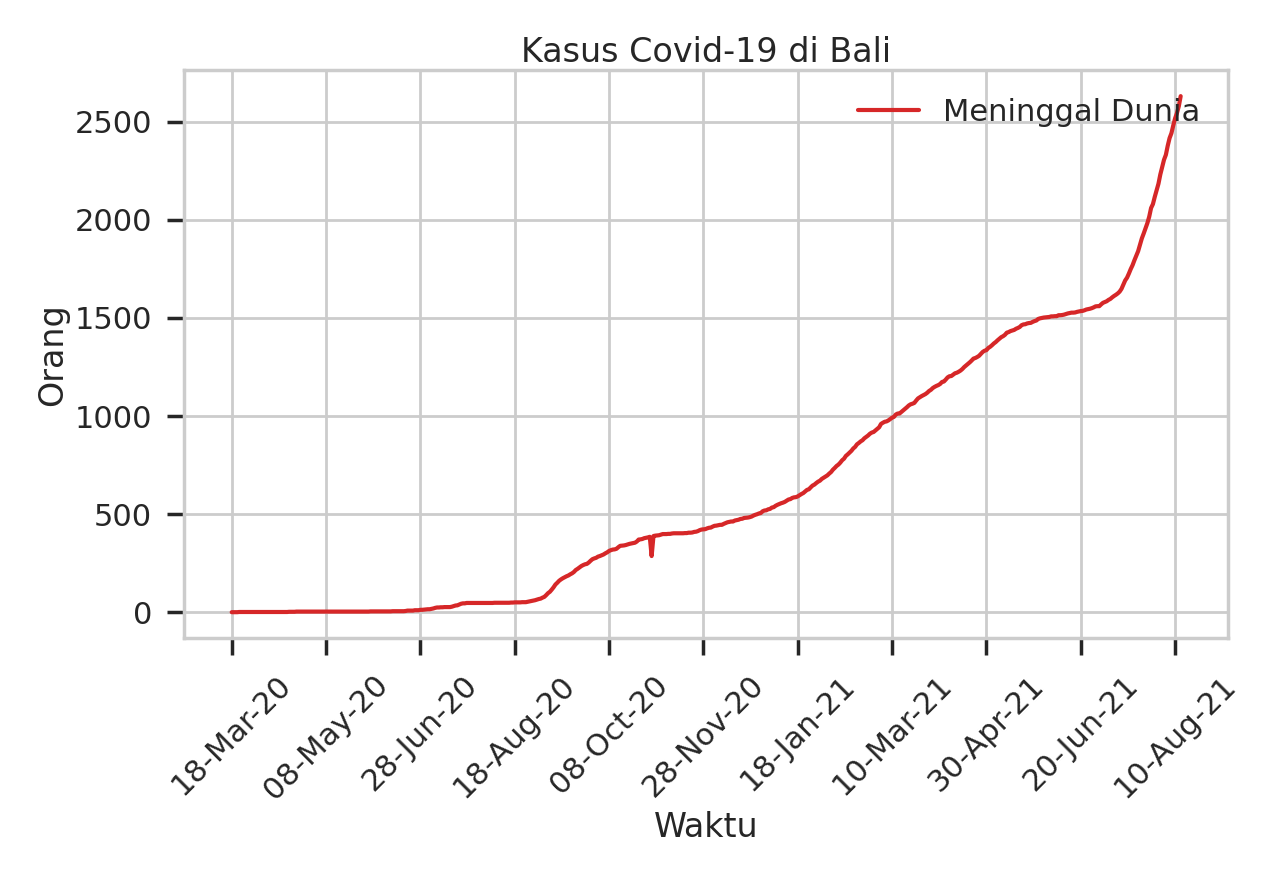 Kasus Covid-19 di Bali
Meninggal Dunia
Orang
2500
2000
1500
1000
500
0
18-Mar-20
08-May-20
28-Jun-20
18-Aug-20
08-Oct-20
28-Nov-20
18-Jan-21
10-Mar-21
30-Apr-21
20-Jun-21
10-Aug-21
Waktu